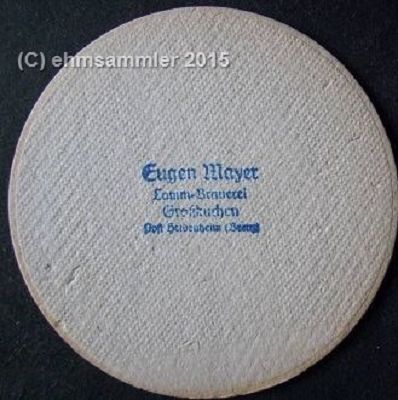 (C) ehmsammler 2015
Eugen Mayer
Lamm-Brauerei
Großkuchen
Post Heidenheim (Brenz)